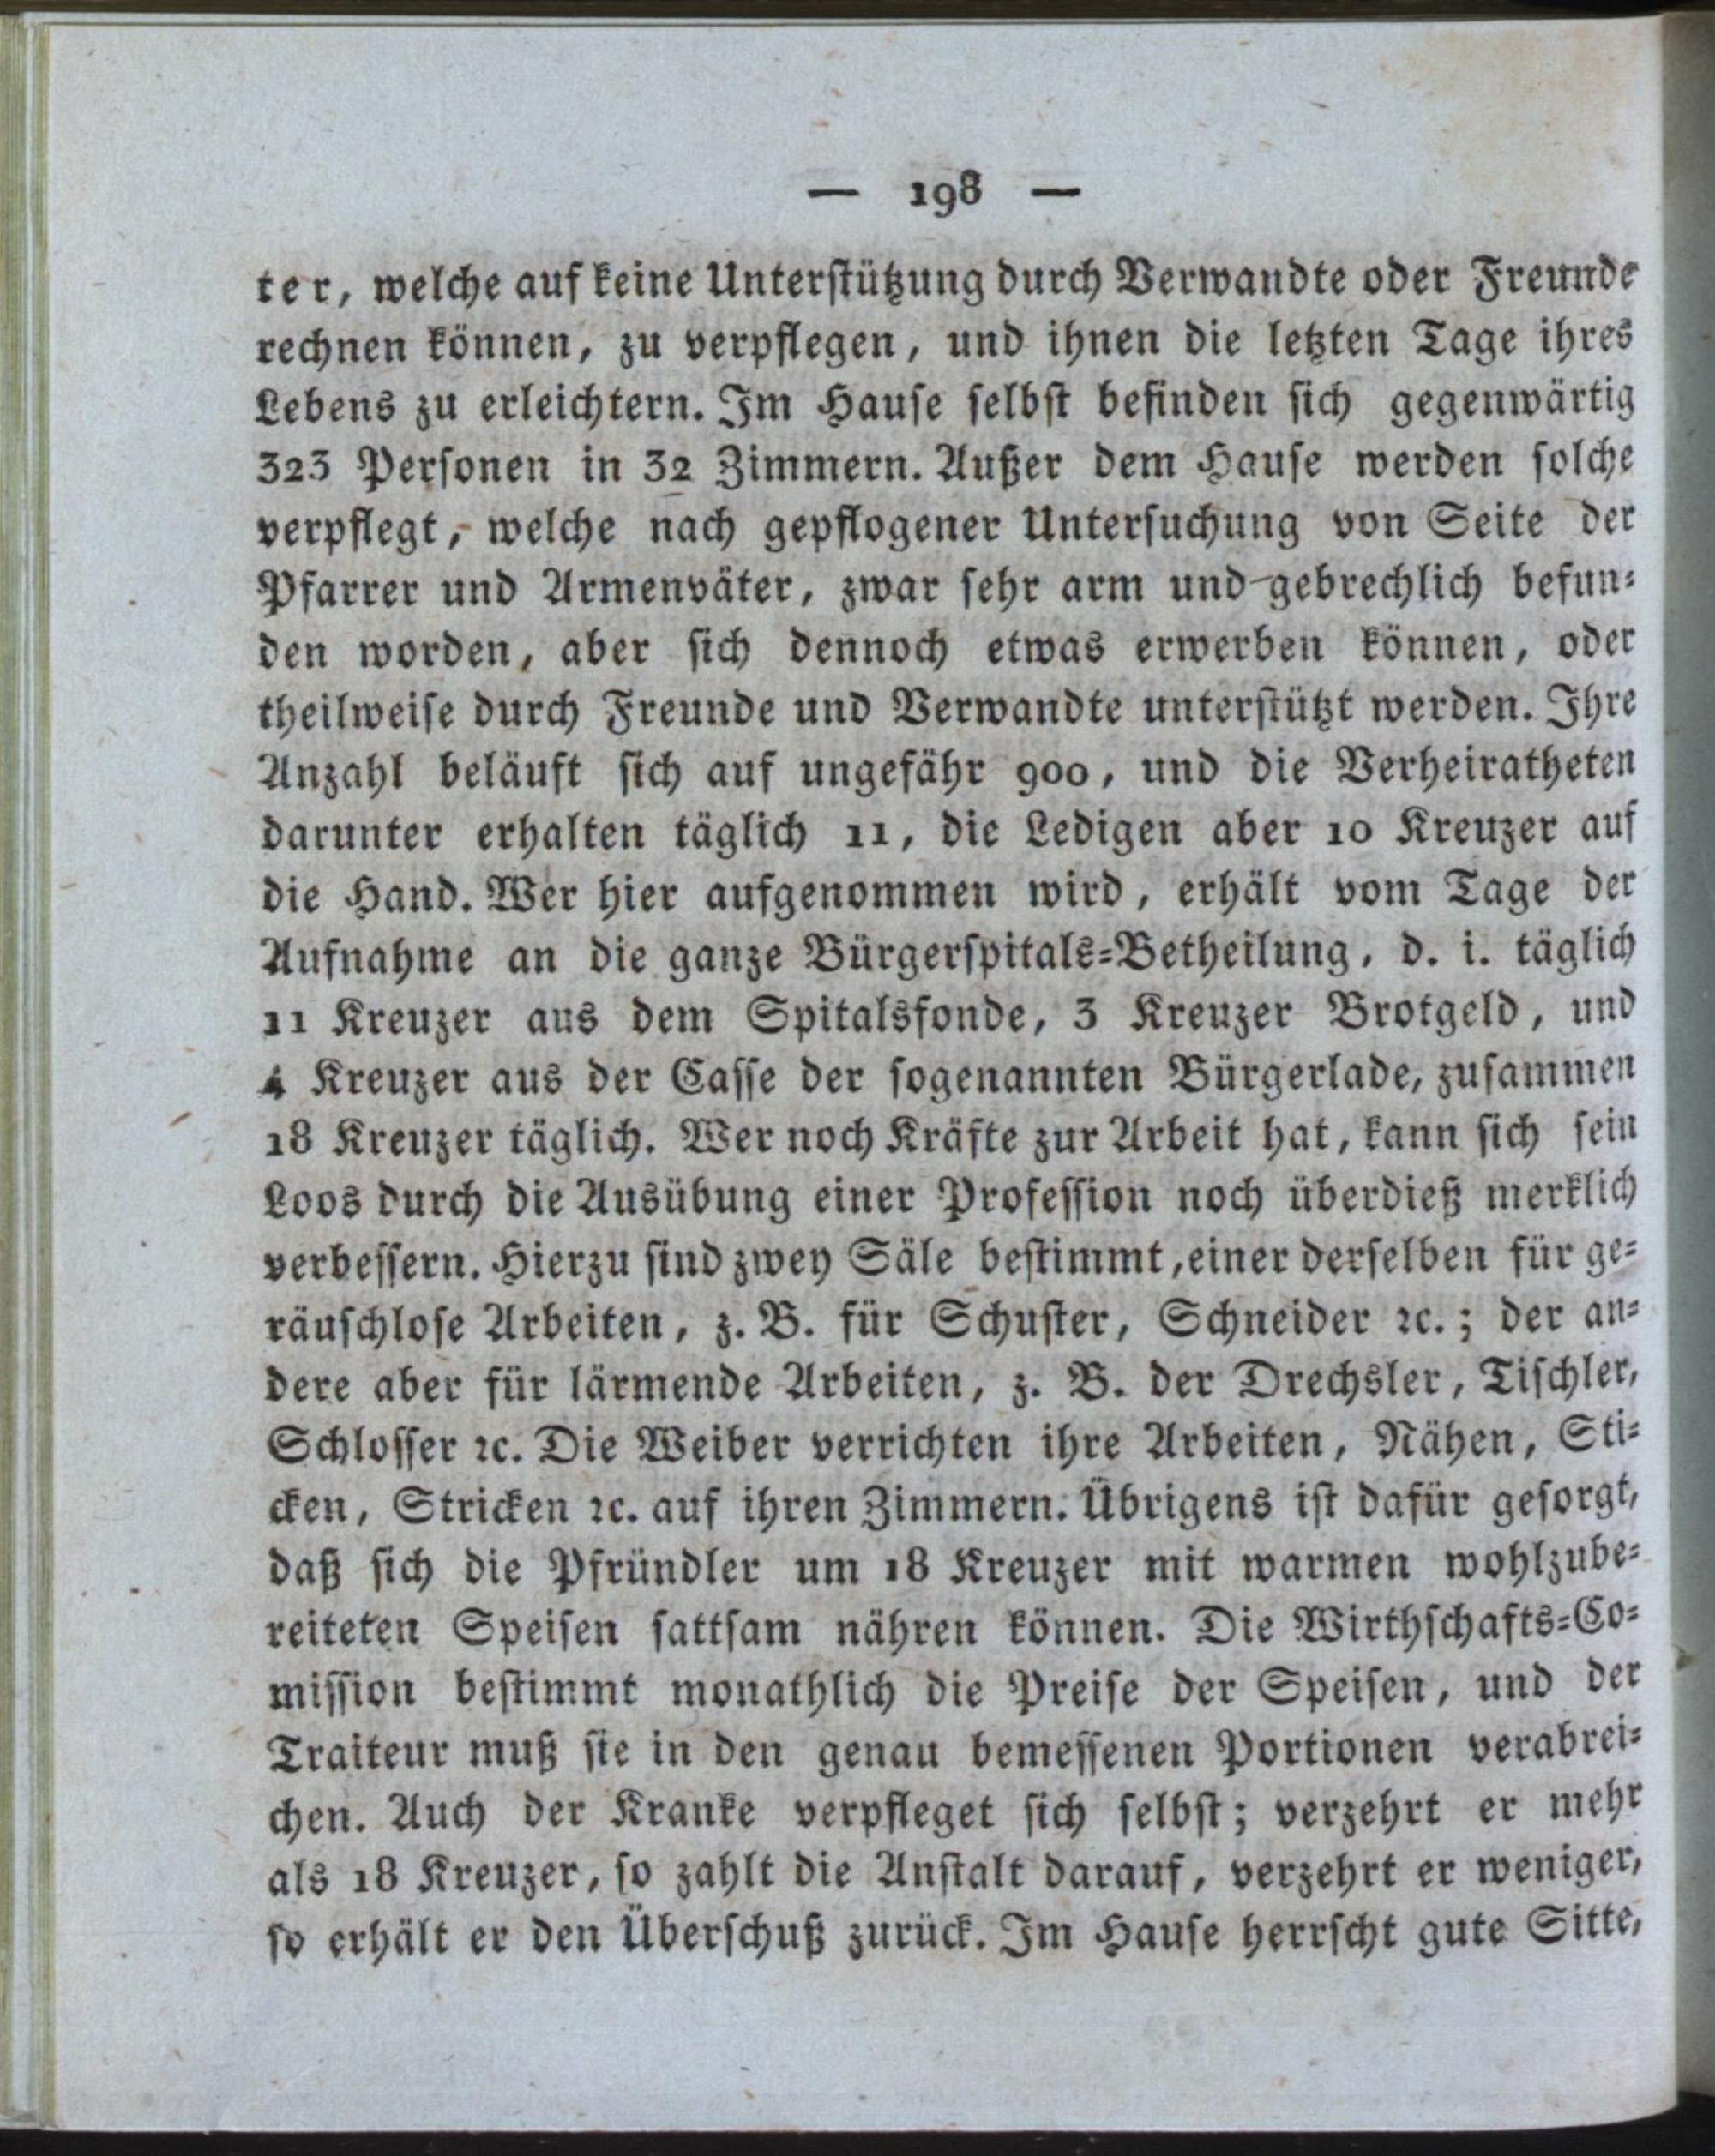 — 198 —
ter, welche auf keine Unterstützung durch Verwandte oder Freunde
rechnen können, zu verpflegen, und ihnen die letzten Tage ihres
Lebens zu erleichtern. Im Hause selbst befinden sich gegenwärtig
323 Personen in 32 Zimmern. Außer dem Hause werden solche
verpflegt, welche nach gepflogener Untersuchung von Seite der
Pfarrer und Armenväter, zwar sehr arm und gebrechlich befun-
den worden, aber sich dennoch etwas erwerben können, oder
theilweise durch Freunde und Verwandte unterstützt werden. Ihre
Anzahl beläuft sich auf ungefähr 900, und die Verheiratheten
darunter erhalten täglich 11, die Ledigen aber 10 Kreuzer auf
die Hand. Wer hier aufgenommen wird, erhält vom Tage der
Aufnahme an die ganze Bürgerspitals-Betheilung, d. i. täglich
11 Kreuzer aus dem Spitalsfonde, 3 Kreuzer Brotgeld, und
4 Kreuzer aus der Casse der sogenannten Bürgerlade, zusammen
18 Kreuzer täglich. Wer noch Kräfte zur Arbeit hat, kann sich sein
Loos durch die Ausübung einer Profession noch überdieß merklich
verbessern. Hierzu sind zwey Säle bestimmt, einer derselben für ge-
räuschlose Arbeiten, z. B. für Schuster, Schneider ꝛc.; der an-
dere aber für lärmende Arbeiten, z. B. der Drechsler, Tischler,
Schlosser ꝛc. Die Weiber verrichten ihre Arbeiten, Nähen, Sti-
cken, Stricken ꝛc. auf ihren Zimmern. Übrigens ist dafür gesorgt,
daß sich die Pfründler um 18 Kreuzer mit warmen wohlzube-
reiteten Speisen sattsam nähren können. Die Wirthschafts-Co-
mission bestimmt monathlich die Preise der Speisen, und der
Traiteur muß sie in den genau bemessenen Portionen verabrei-
chen. Auch der Kranke verpfleget sich selbst; verzehrt er mehr
als 18 Kreuzer, so zahlt die Anstalt darauf, verzehrt er weniger,
so erhält er den Überschuß zurück. Im Hause herrscht gute Sitte,